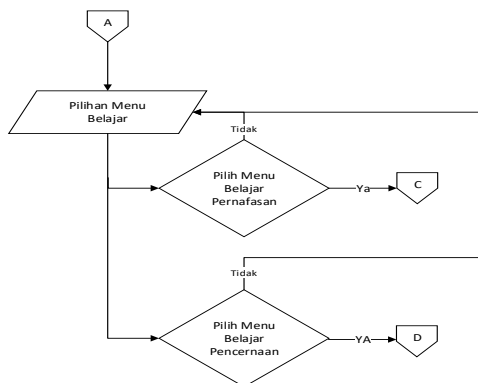 A
Pilihan Menu
Belajar
Tidak
Pilih Menu
Belajar
Pernafasan
Ya
C
Tidak
Pilih Menu
Belajar
Pencernaan
YA
D